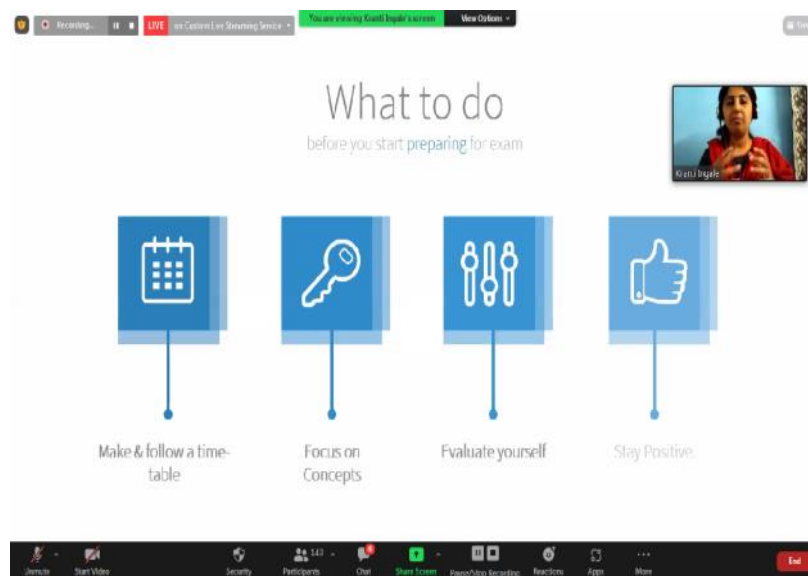 Recording...
LIVE
on Custom Live Streaming Service
You are viewing Kranti Ingale's screen
View Options
What to do
before you start preparing for exam
Kranti Ingale
Make & follow a time-
table
Focus on
Concepts
Evaluate yourself
Stay Positive
Unmute
Start Video
Security
Participants
143
Chat
Share Screen
Pause/Stop Recording
Reactions
Apps
More
End